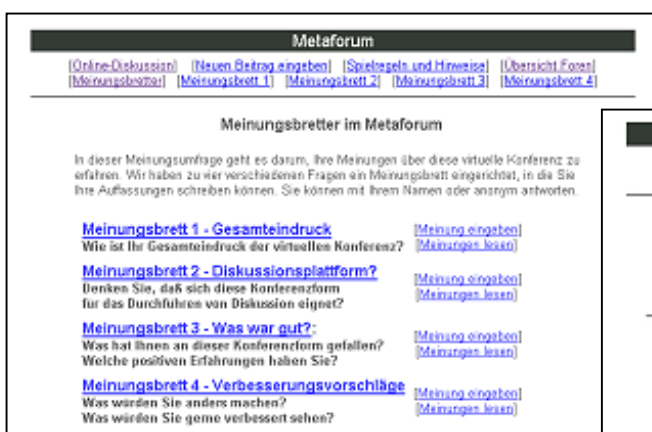 Metaforum
[Online-Diskussion] [Neuen Beitrag eingeben] [Spielregeln und Hinweise] [Übersicht Foren]
[Meinungsbretter] [Meinungsbrett 1] [Meinungsbrett 2] [Meinungsbrett 3] [Meinungsbrett 4]
Meinungsbretter im Metaforum
In dieser Meinungsumfrage geht es darum, Ihre Meinungen über diese virtuelle Konferenz zu
erfahren. Wir haben zu vier verschiedenen Fragen ein Meinungsbrett eingerichtet, in die Sie
Ihre Auffassungen schreiben können. Sie können mit Ihrem Namen oder anonym antworten.
Meinungsbrett 1 - Gesamteindruck [Meinung eingeben]
Wie ist Ihr Gesamteindruck der virtuellen Konferenz? [Meinungen lesen]
Meinungsbrett 2 - Diskussionsplattform?
Denken Sie, daß sich diese Konferenzform [Meinung eingeben]
fur das Durchfuhren von Diskussion eignet? [Meinungen lesen]
Meinungsbrett 3 - Was war gut?:
Was hat Ihnen an dieser Konferenzform gefallen? [Meinung eingeben]
Welche positiven Erfahrungen haben Sie? [Meinungen lesen]
Meinungsbrett 4 - Verbesserungsvorschläge
Was würden Sie anders machen? [Meinung eingeben]
Was würden Sie gerne verbessert sehen? [Meinungen lesen]